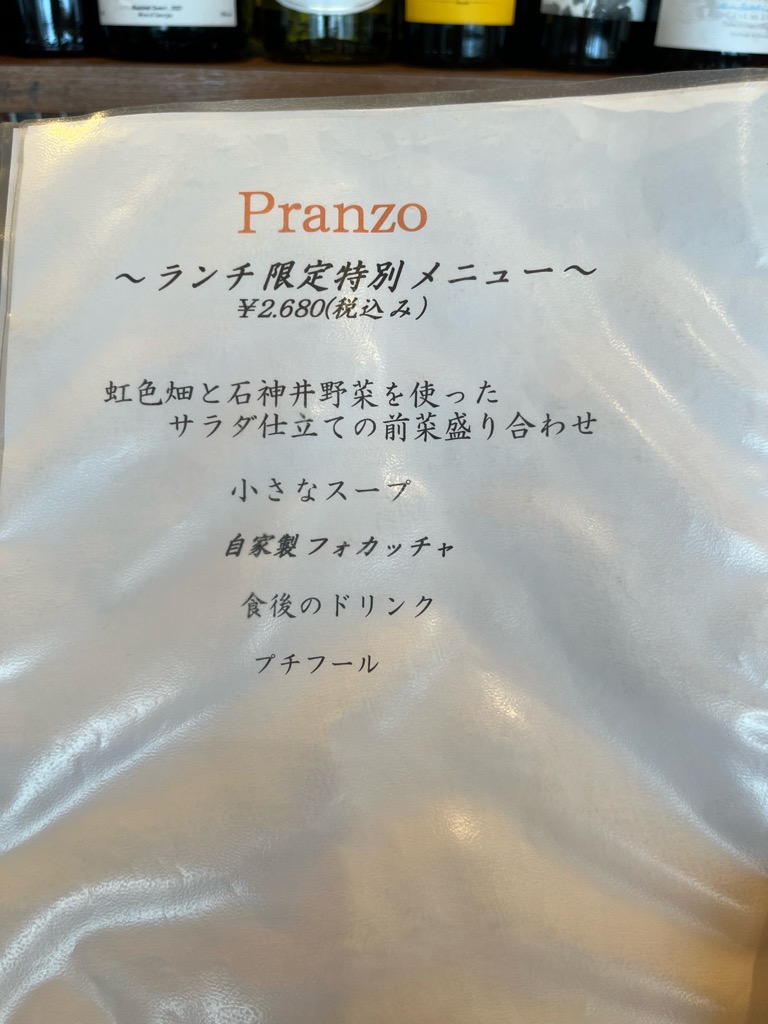 Pranzo
~ランチ限定特別メニュー~
¥2.680(税込み)
虹色畑と石神井野菜を使った
サラダ仕立ての前菜盛り合わせ
小さなスープ
自家製フォカッチャ
食後のドリンク
プチフール